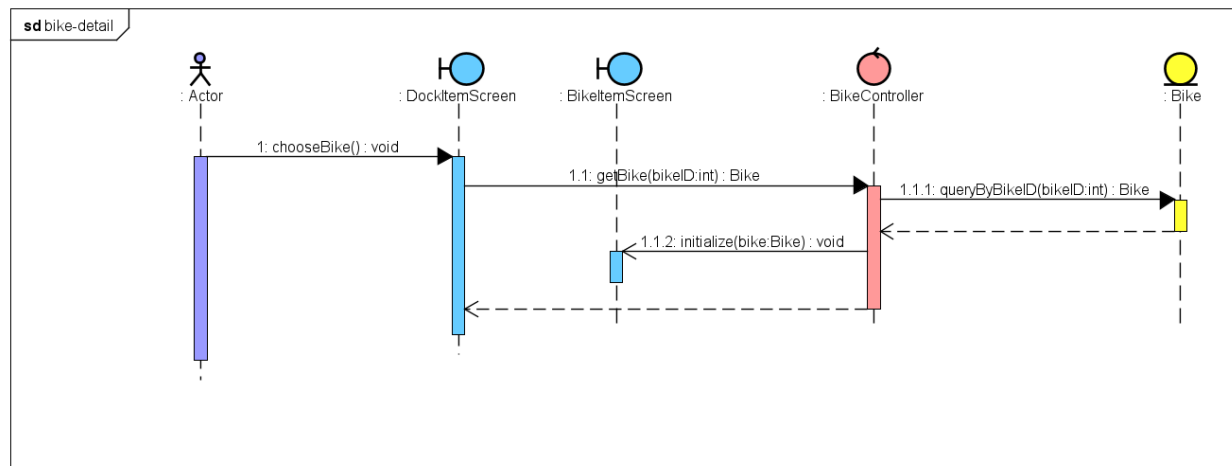 sd bike-detail
: Actor
: DockItemScreen
: BikeItemScreen
: BikeController
: Bike
1: chooseBike() : void
1.1: getBike(bikeID:int) : Bike
1.1.1: queryByBikeID(bikeID:int) : Bike
1.1.2: initialize(bike:Bike) : void